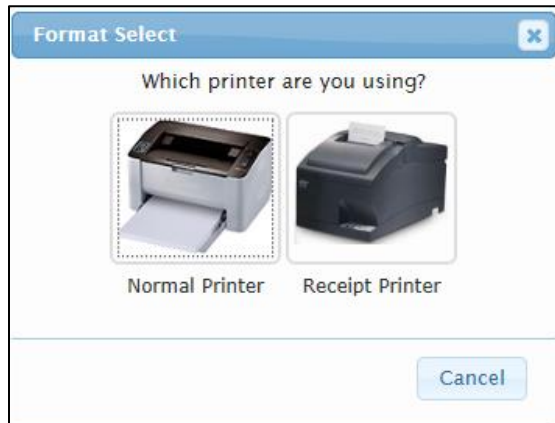 Format Select
Which printer are you using?
Normal Printer Receipt Printer
Cancel